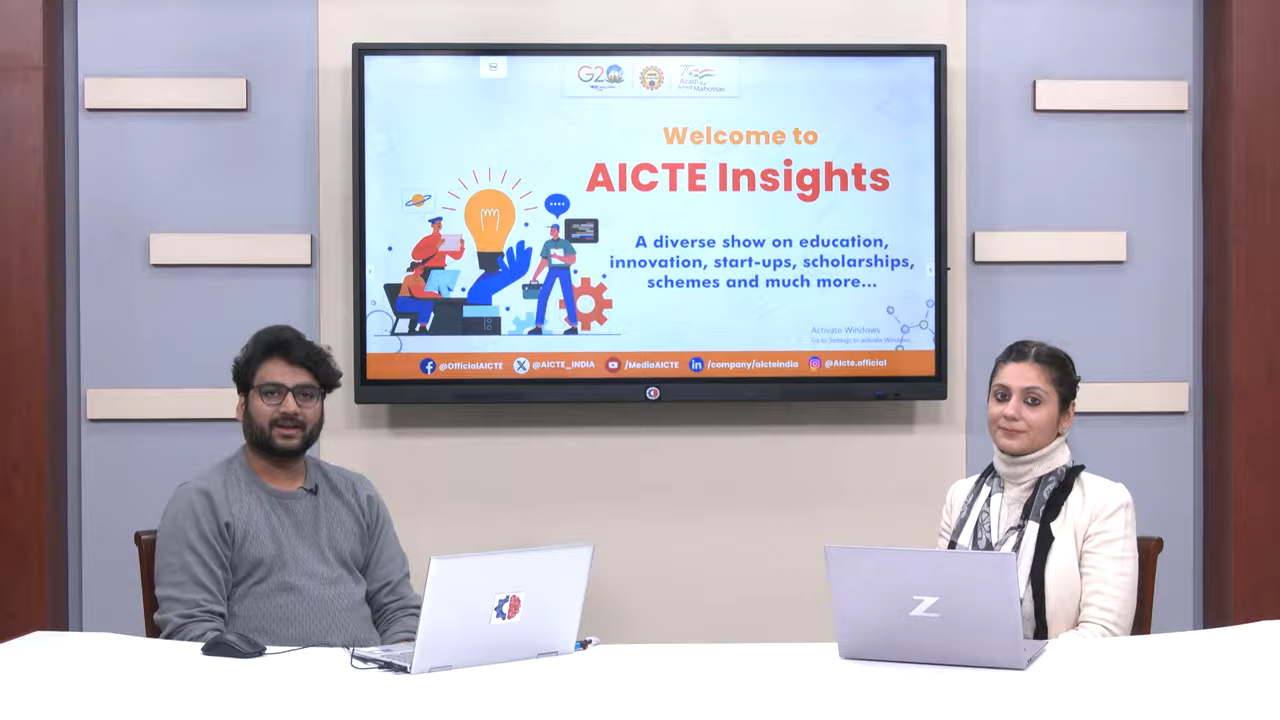 G20
Azadi Ka
Amrit Mahotsav
Welcome to
AICTE Insights
A diverse show on education,
innovation, start-ups, scholarships,
schemes and much more...
Activate Windows
Go to Settings to activate Windows.
@OfficialAICTE @AICTE_INDIA /MediaAICTE /company/aicteindia @Aicte.official